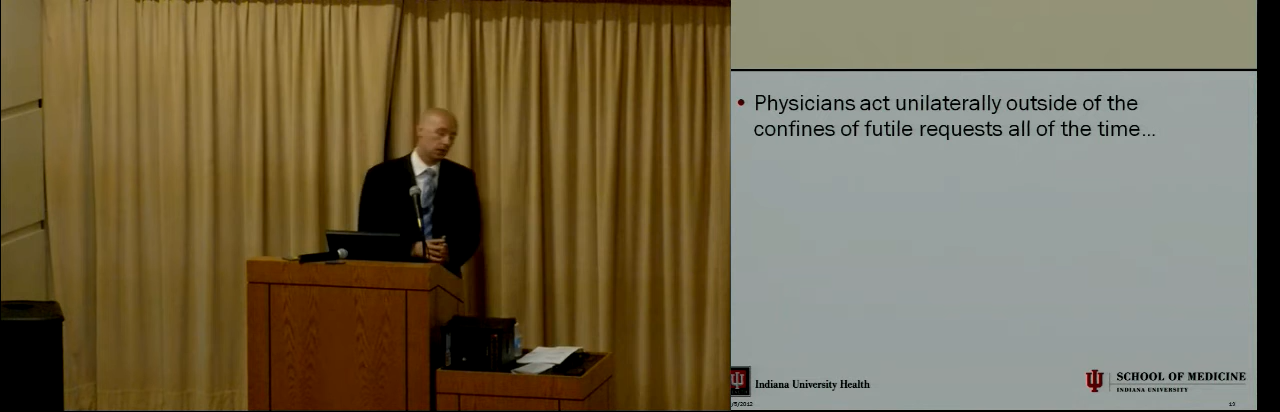 • Physicians act unilaterally outside of the
confines of futile requests all of the time...
Indiana University Health
SCHOOL OF MEDICINE
INDIANA UNIVERSITY